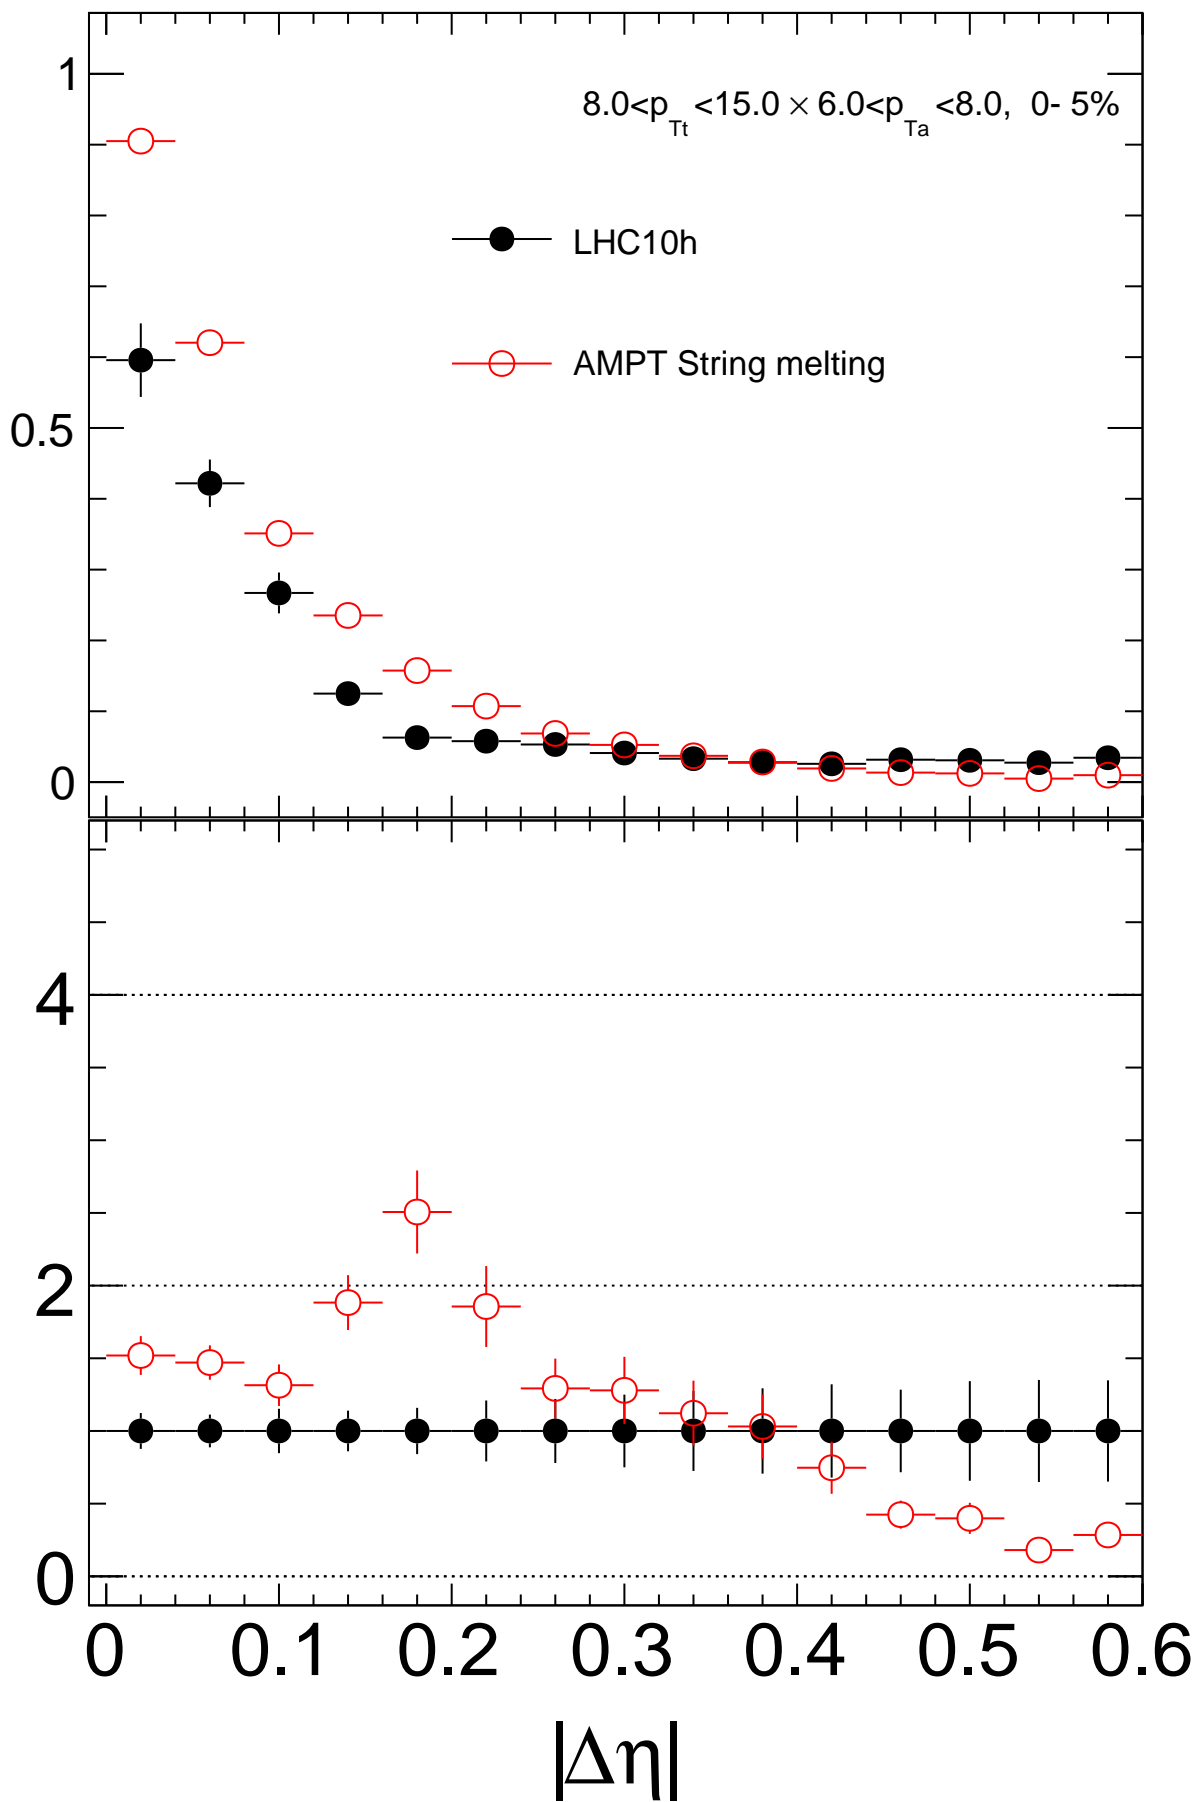 1
8.0<p_Tt <15.0 × 6.0<p_Ta <8.0, 0- 5%
LHC10h
AMPT String melting
0.5
0
4
2
0
0 0.1 0.2 0.3 0.4 0.5 0.6
|Δη|